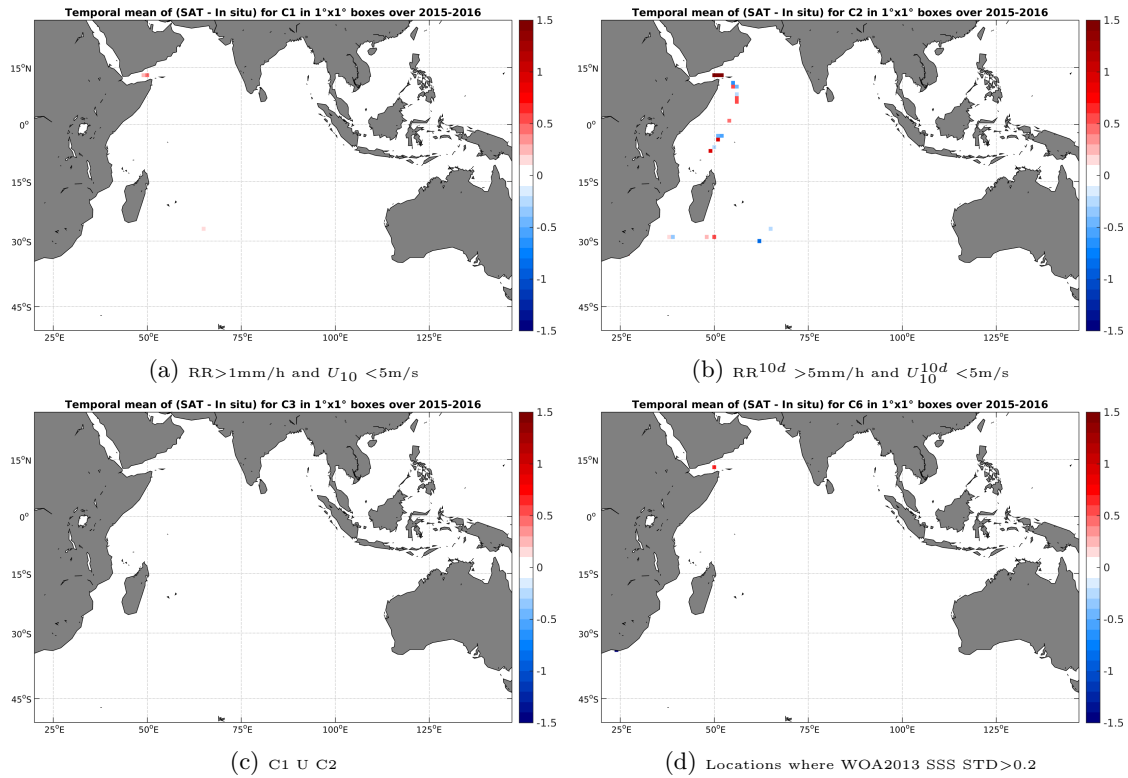 Temporal mean of (SAT - In situ) for C1 in 1°x1° boxes over 2015-2016
15°N
0°
15°S
30°S
45°S
25°E 50°E 75°E 100°E 125°E
1.5
1
0.5
0
-0.5
-1
-1.5
(a) RR>1mm/h and U10 <5m/s
Temporal mean of (SAT - In situ) for C2 in 1°x1° boxes over 2015-2016
15°N
0°
15°S
30°S
45°S
25°E 50°E 75°E 100°E 125°E
1.5
1
0.5
0
-0.5
-1
-1.5
(b) RR10d >5mm/h and U10d10 <5m/s
Temporal mean of (SAT - In situ) for C3 in 1°x1° boxes over 2015-2016
15°N
0°
15°S
30°S
45°S
25°E 50°E 75°E 100°E 125°E
1.5
1
0.5
0
-0.5
-1
-1.5
(c) C1 U C2
Temporal mean of (SAT - In situ) for C6 in 1°x1° boxes over 2015-2016
15°N
0°
15°S
30°S
45°S
25°E 50°E 75°E 100°E 125°E
1.5
1
0.5
0
-0.5
-1
-1.5
(d) Locations where WOA2013 SSS STD>0.2